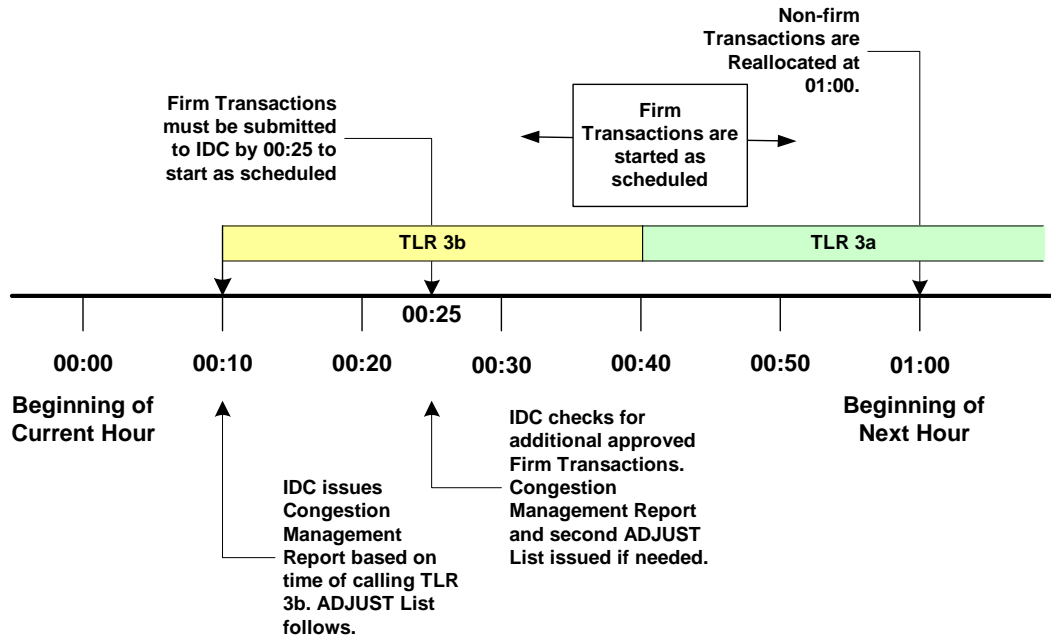 Non-firm
Transactions are
Reallocated at
01:00.
Firm Transactions
must be submitted
to IDC by 00:25 to
start as scheduled
Firm
Transactions are
started as
scheduled
TLR 3b
TLR 3a
00:25
00:00
00:10
00:20
00:30
00:40
00:50
01:00
Beginning of
Current Hour
Beginning of
Next Hour
IDC issues
Congestion
Management
Report based on
time of calling TLR
3b. ADJUST List
follows.
IDC checks for
additional approved
Firm Transactions.
Congestion
Management Report
and second ADJUST
List issued if needed.